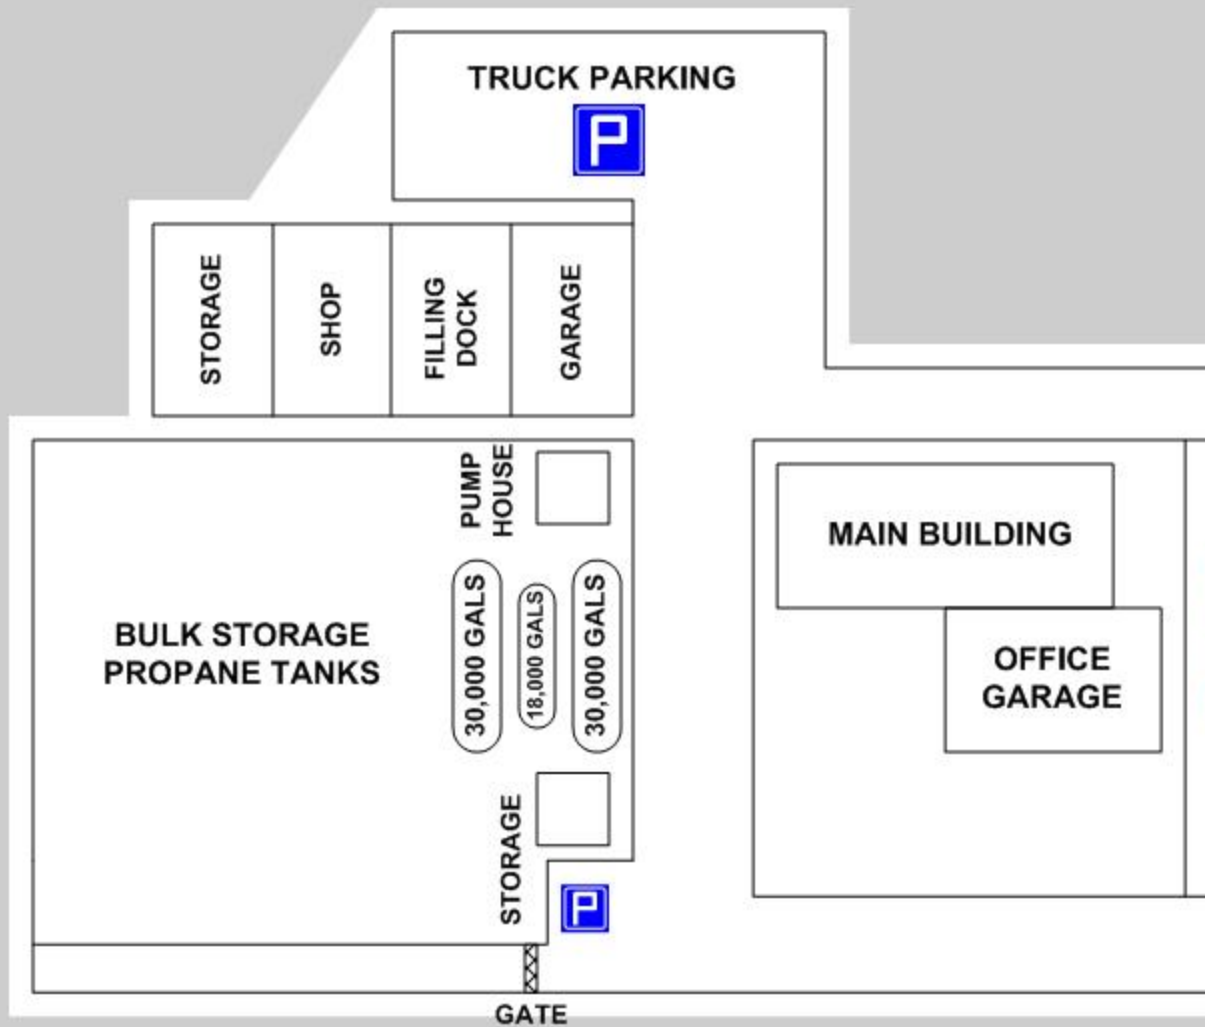 TRUCK PARKING
P
STORAGE
SHOP
FILLING
DOCK
GARAGE
PUMP
HOUSE
MAIN BUILDING
BULK STORAGE
PROPANE TANKS
30,000 GALS
18,000 GALS
30,000 GALS
OFFICE
GARAGE
STORAGE
P
GATE